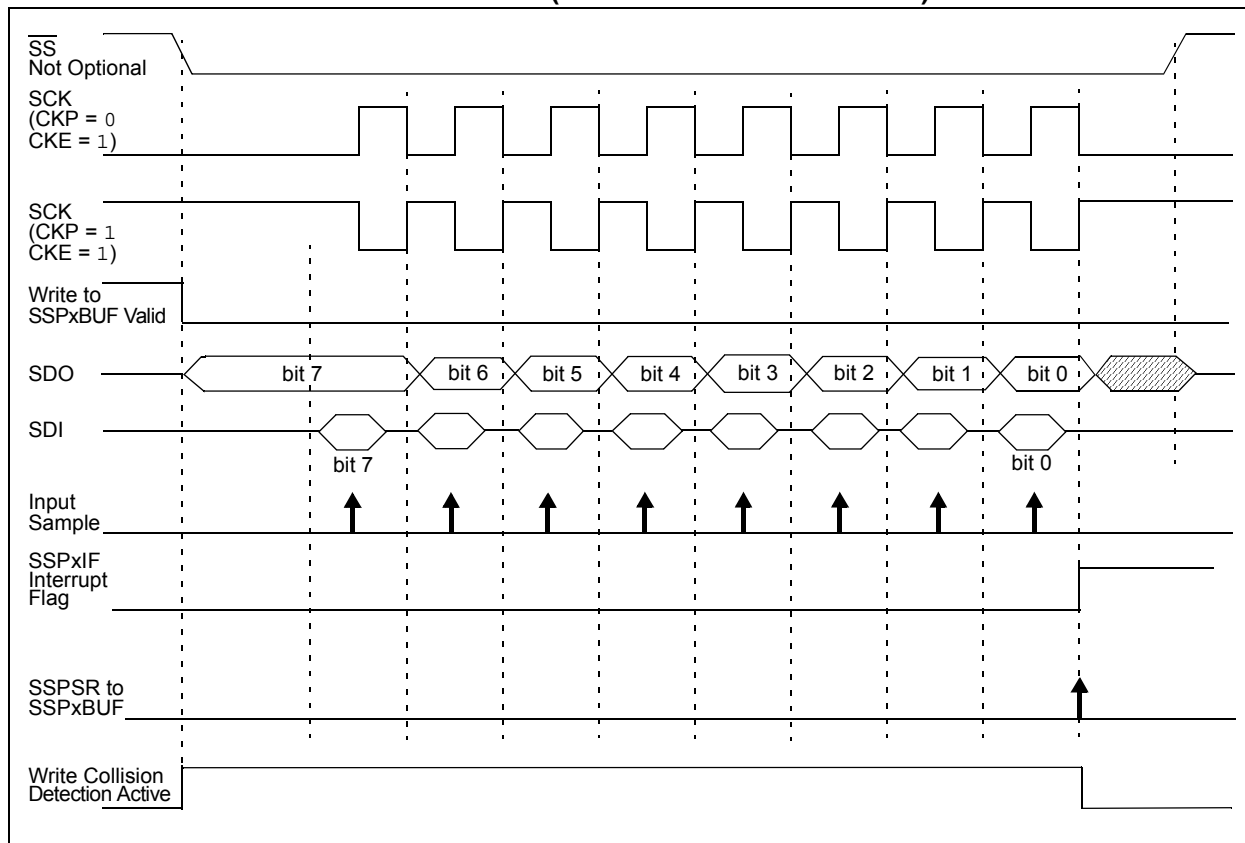 SS
Not Optional
SCK
(CKP = 0
CKE = 1)
SCK
(CKP = 1
CKE = 1)
Write to
SSPxBUF Valid
SDO
bit 7
bit 6
bit 5
bit 4
bit 3
bit 2
bit 1
bit 0
SDI
bit 7
bit 0
Input
Sample
SSPxIF
Interrupt
Flag
SSPSR to
SSPxBUF
Write Collision
Detection Active